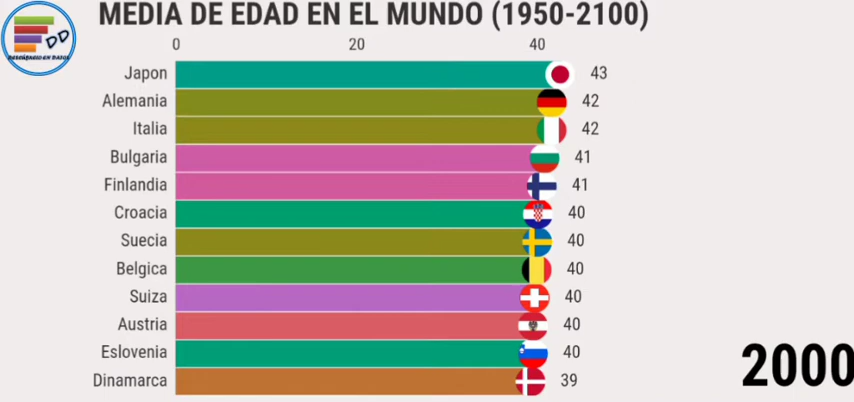 MEDIA DE EDAD EN EL MUNDO (1950-2100)
DD
0 20 40
Japon 43
Alemania 42
Italia 42
Bulgaria 41
Finlandia 41
Croacia 40
Suecia 40
Belgica 40
Suiza 40
Austria 40
Eslovenia 40
Dinamarca 39
2000